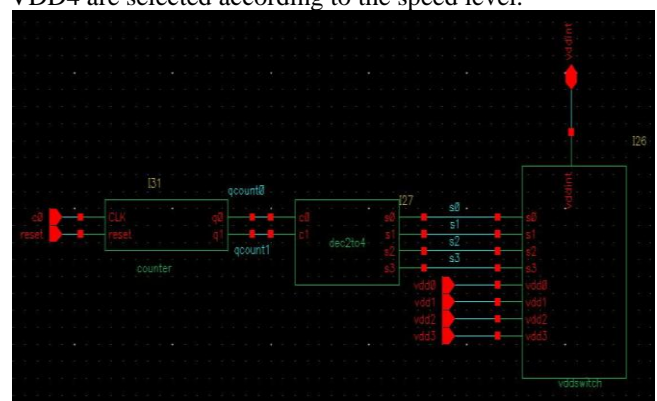 VDD4 are selected according to the speed level.
vddint
I26
I31
qcount0
I27
vddint
c0
CLK
q0
c0
s0
s0
s0
reset
reset
q1
c1
dec2to4
s1
s1
s1
qcount1
s2
s2
s2
counter
s3
s3
s3
vdd0
vdd0
vdd1
vdd1
vdd2
vdd2
vdd3
vdd3
vddswitch